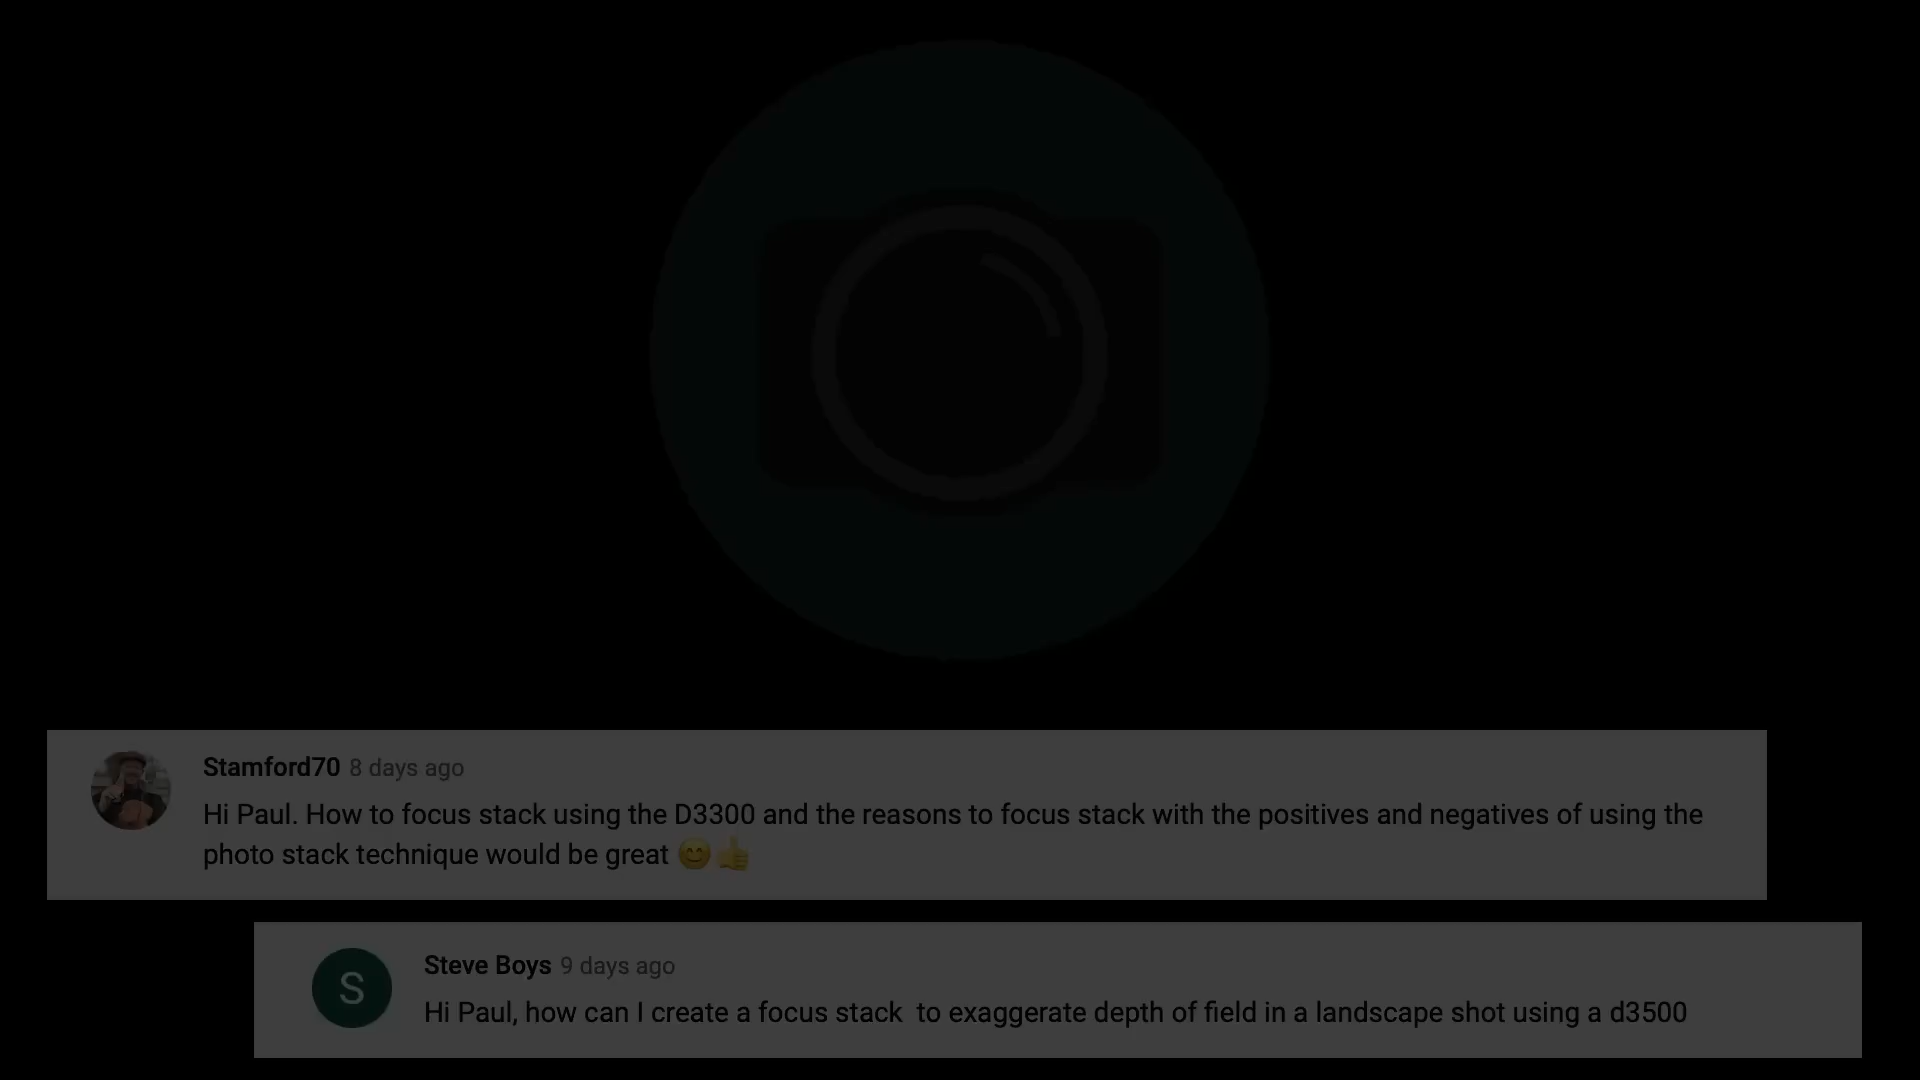 Stamford70 8 days ago
Hi Paul. How to focus stack using the D3300 and the reasons to focus stack with the positives and negatives of using the
photo stack technique would be great 😊👍
S
Steve Boys 9 days ago
Hi Paul, how can I create a focus stack  to exaggerate depth of field in a landscape shot using a d3500